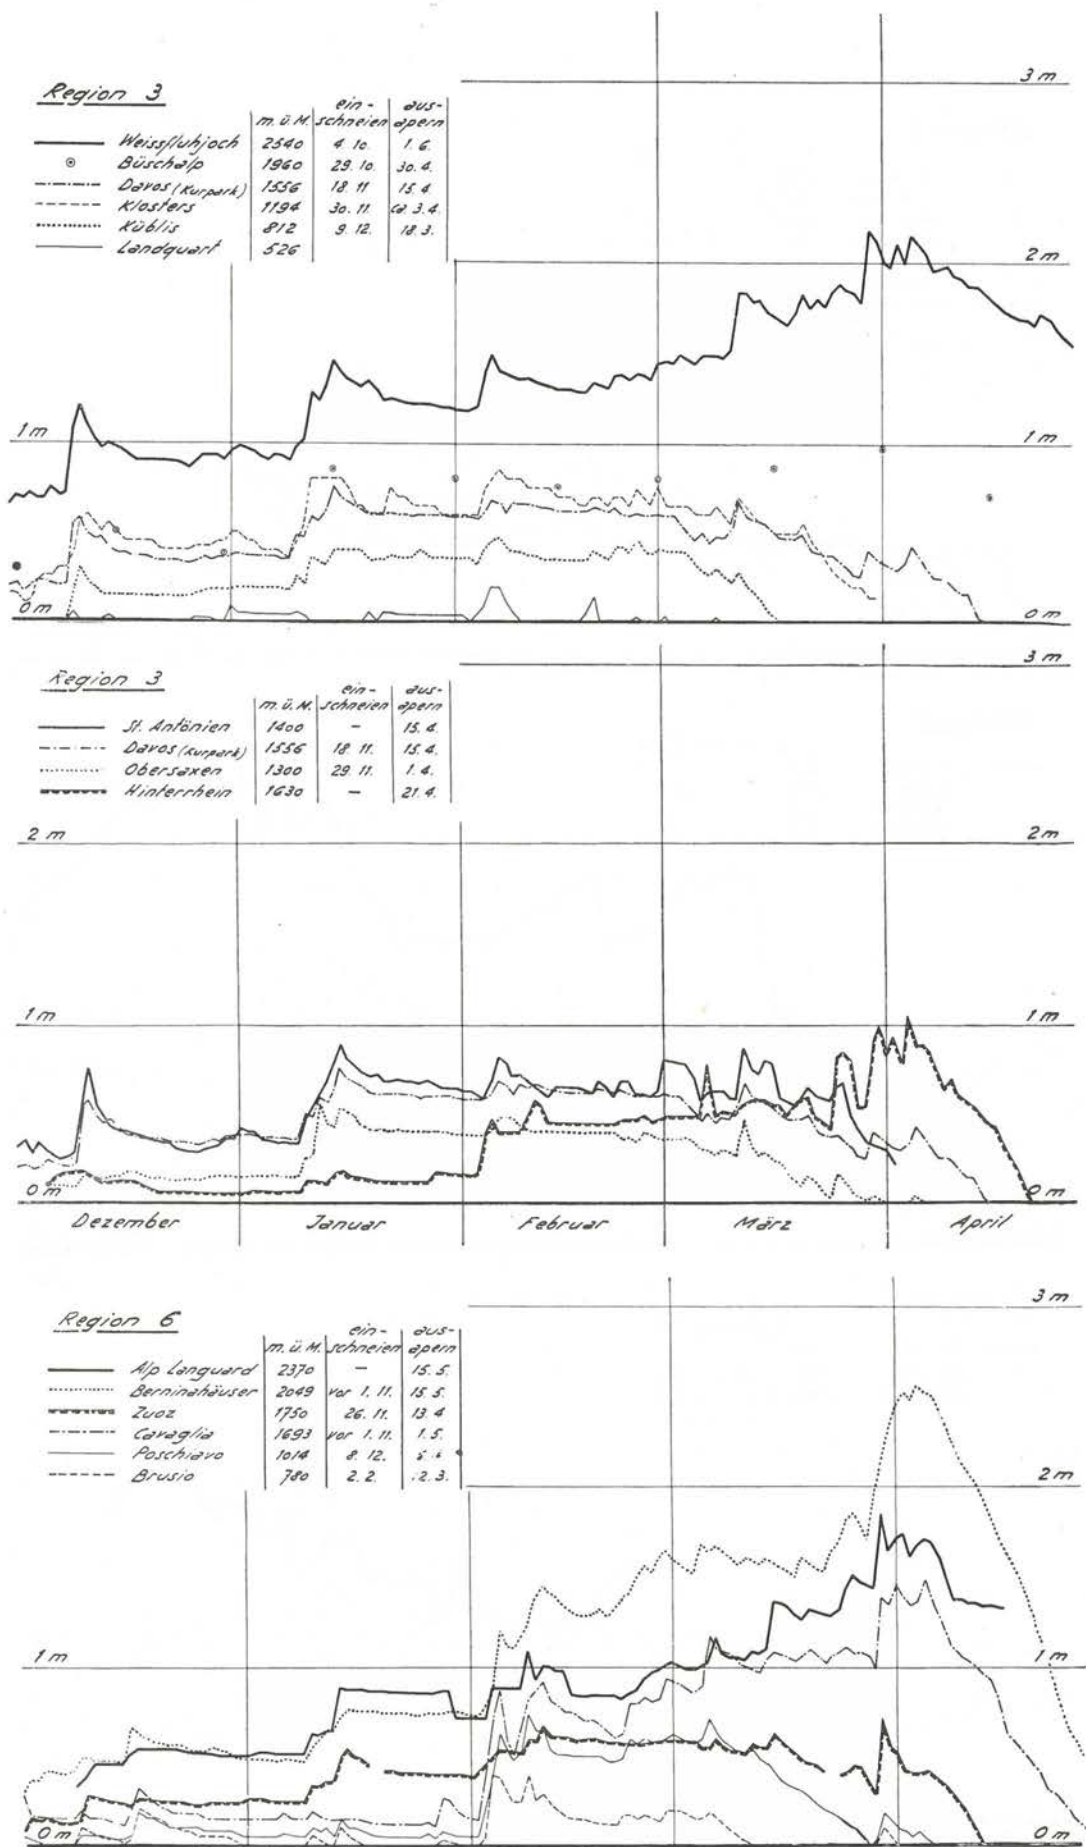 3 m
Region 3
ein- aus-
m.ü.M. schneien apern
Weissfluhjoch 2540 4.10. 1.6.
Büschalp 1960 29.10. 30.4.
Davos (Kurpark) 1556 18.11 15.4
Klosters 1194 30.11. ca. 3.4.
Küblis 812 9.12. 18.3.
Landquart 526
2 m
1 m 1 m
0 m 0 m
3 m
Region 3
ein- aus-
m.ü.M. schneien apern
St. Antönien 1400 – 15.4.
Davos (Kurpark) 1556 18.11. 15.4.
Obersaxen 1300 29.11. 1.4.
Hinterrhein 1630 – 21.4.
2 m 2 m
1 m 1 m
0 m 0 m
Dezember Januar Februar März April
3 m
Region 6
ein- aus-
m.ü.M. schneien apern
Alp Languard 2370 – 15.5.
Berninahäuser 2049 vor 1.11. 15.5.
Zuoz 1750 26.11. 13.4
Cavaglia 1693 vor 1.11. 1.5.
Poschiavo 1014 8.12.
Brusio 780 2.2. 2.3.
2 m
1 m 1 m
0 m 0 m